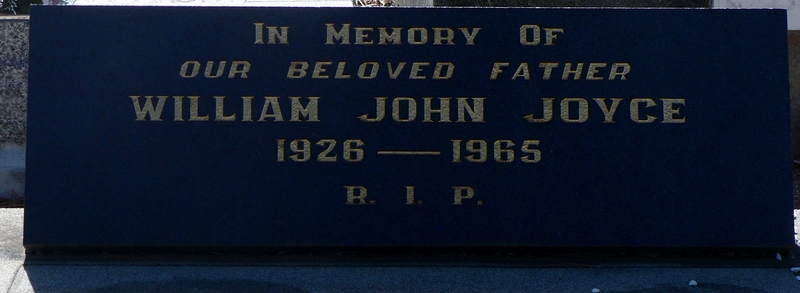 In Memory Of
OUR BELOVED FATHER
WILLIAM JOHN JOYCE
1926 — 1965
R. I. P.